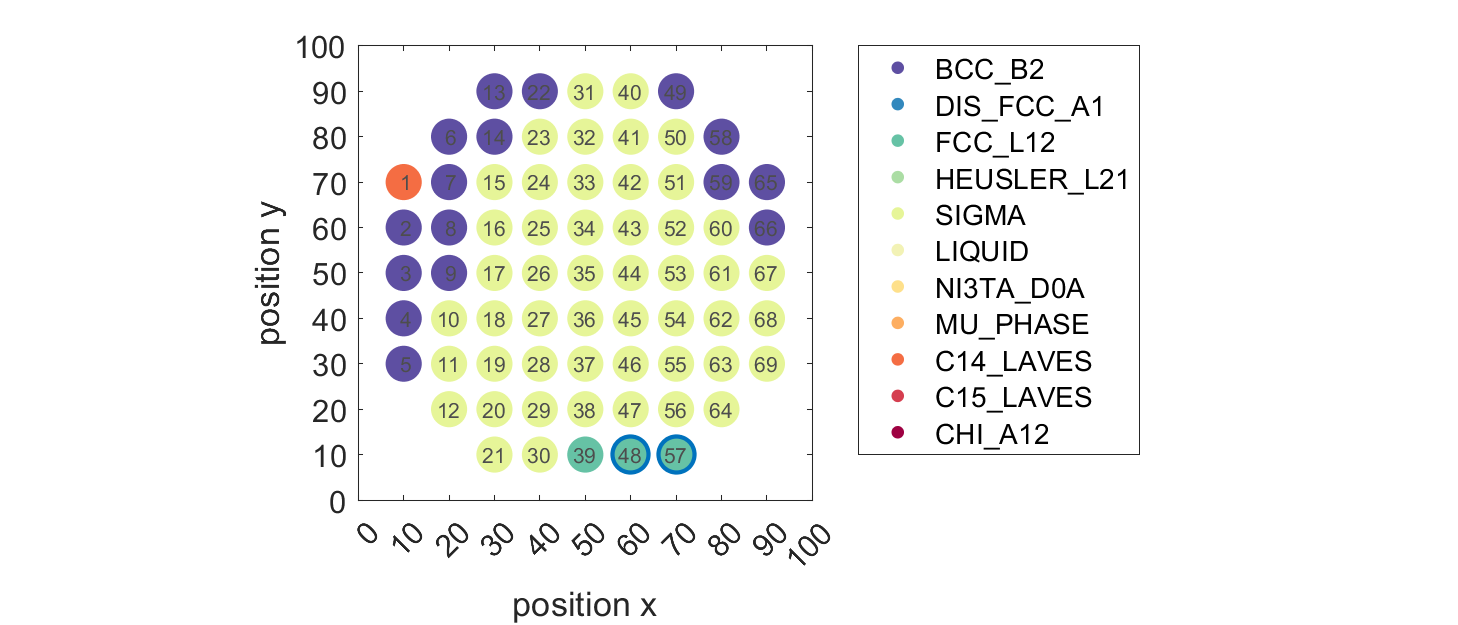 100
90 13 22 31 40 49
80 6 14 23 32 41 50 58
70 1 7 15 24 33 42 51 59 65
60 2 8 16 25 34 43 52 60 66
50 3 9 17 26 35 44 53 61 67
40 4 10 18 27 36 45 54 62 68
30 5 11 19 28 37 46 55 63 69
20 12 20 29 38 47 56 64
10 21 30 39 48 57
0
0 10 20 30 40 50 60 70 80 90 100
position x
position y
BCC_B2
DIS_FCC_A1
FCC_L12
HEUSLER_L21
SIGMA
LIQUID
NI3TA_D0A
MU_PHASE
C14_LAVES
C15_LAVES
CHI_A12